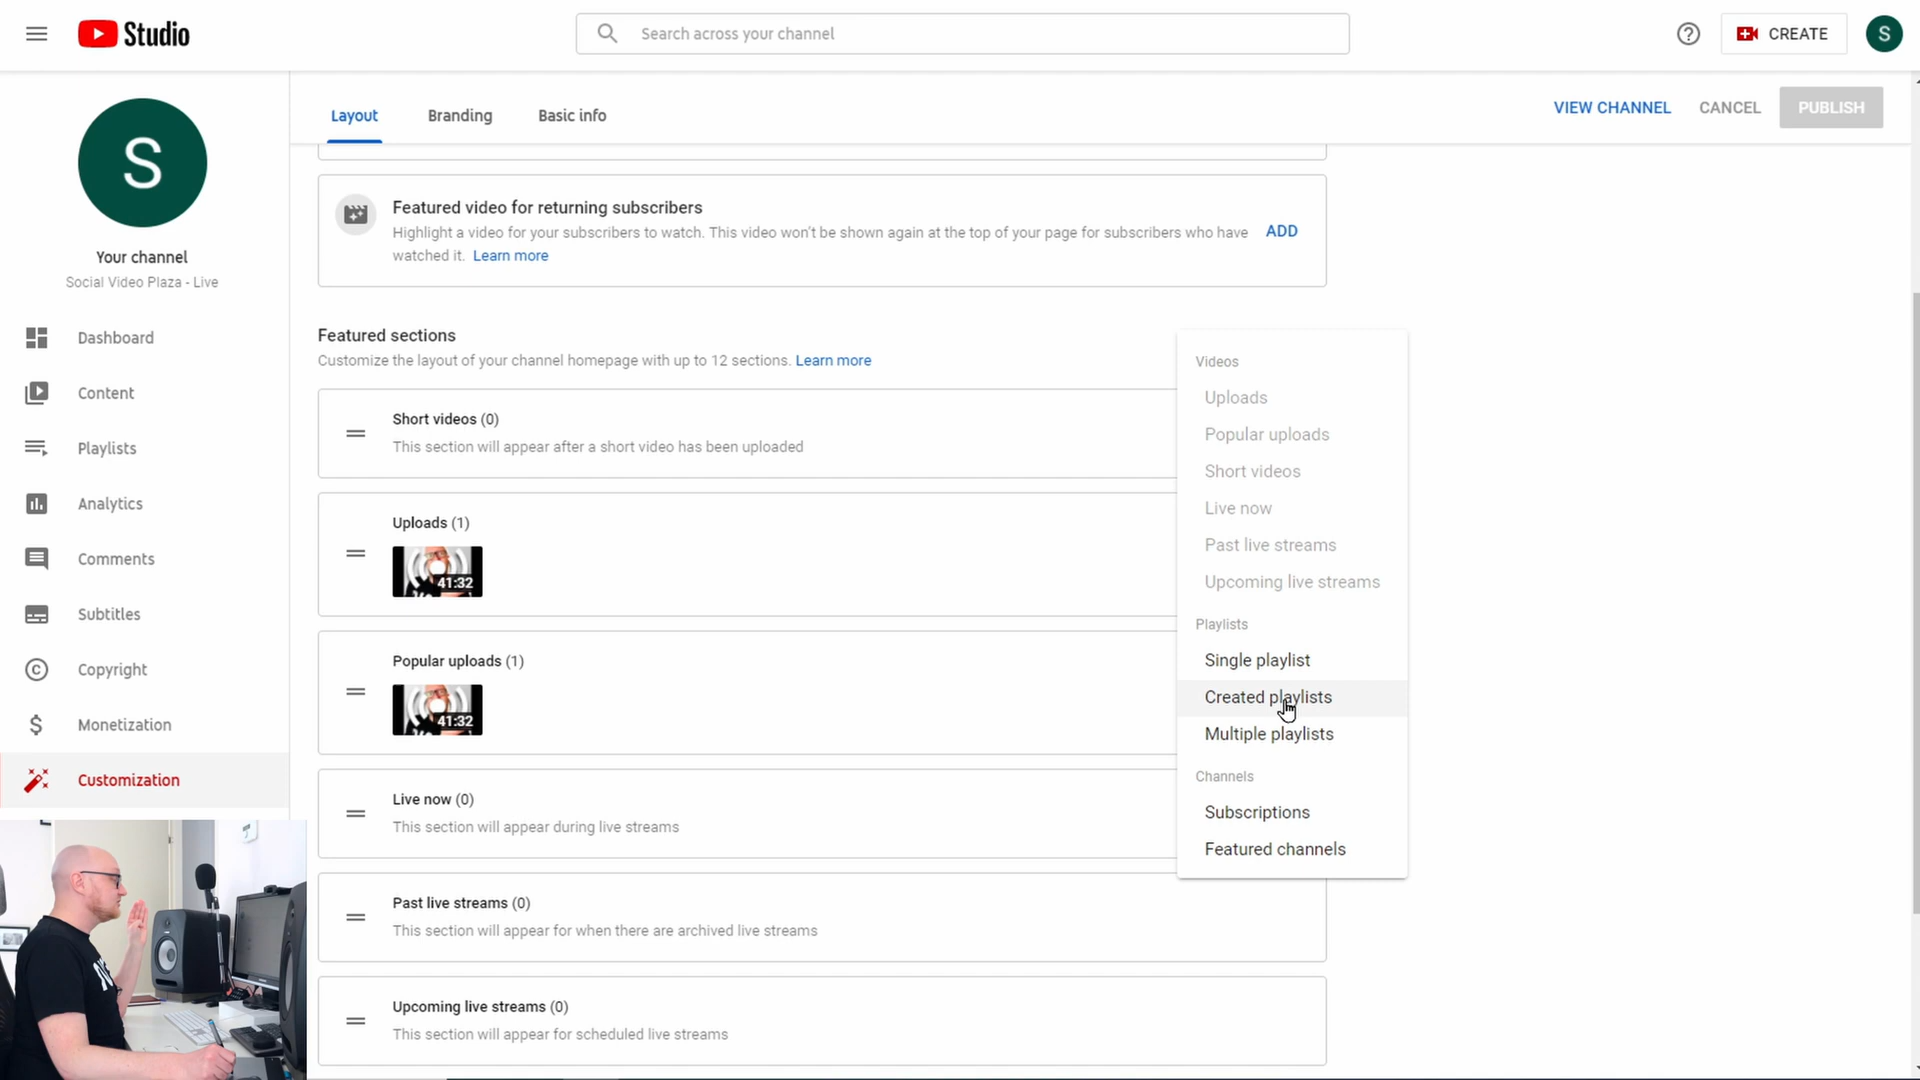 Studio
Search across your channel
CREATE
S
Layout
Branding
Basic info
VIEW CHANNEL
CANCEL
PUBLISH
S
Your channel
Social Video Plaza - Live
Dashboard
Content
Playlists
Analytics
Comments
Subtitles
Copyright
Monetization
Customization
Featured video for returning subscribers
Highlight a video for your subscribers to watch. This video won't be shown again at the top of your page for subscribers who have
watched it. Learn more
ADD
Featured sections
Customize the layout of your channel homepage with up to 12 sections. Learn more
Short videos (0)
This section will appear after a short video has been uploaded
Uploads (1)
41:32
Popular uploads (1)
41:32
Live now (0)
This section will appear during live streams
Past live streams (0)
This section will appear for when there are archived live streams
Upcoming live streams (0)
This section will appear for scheduled live streams
Videos
Uploads
Popular uploads
Short videos
Live now
Past live streams
Upcoming live streams
Playlists
Single playlist
Created playlists
Multiple playlists
Channels
Subscriptions
Featured channels